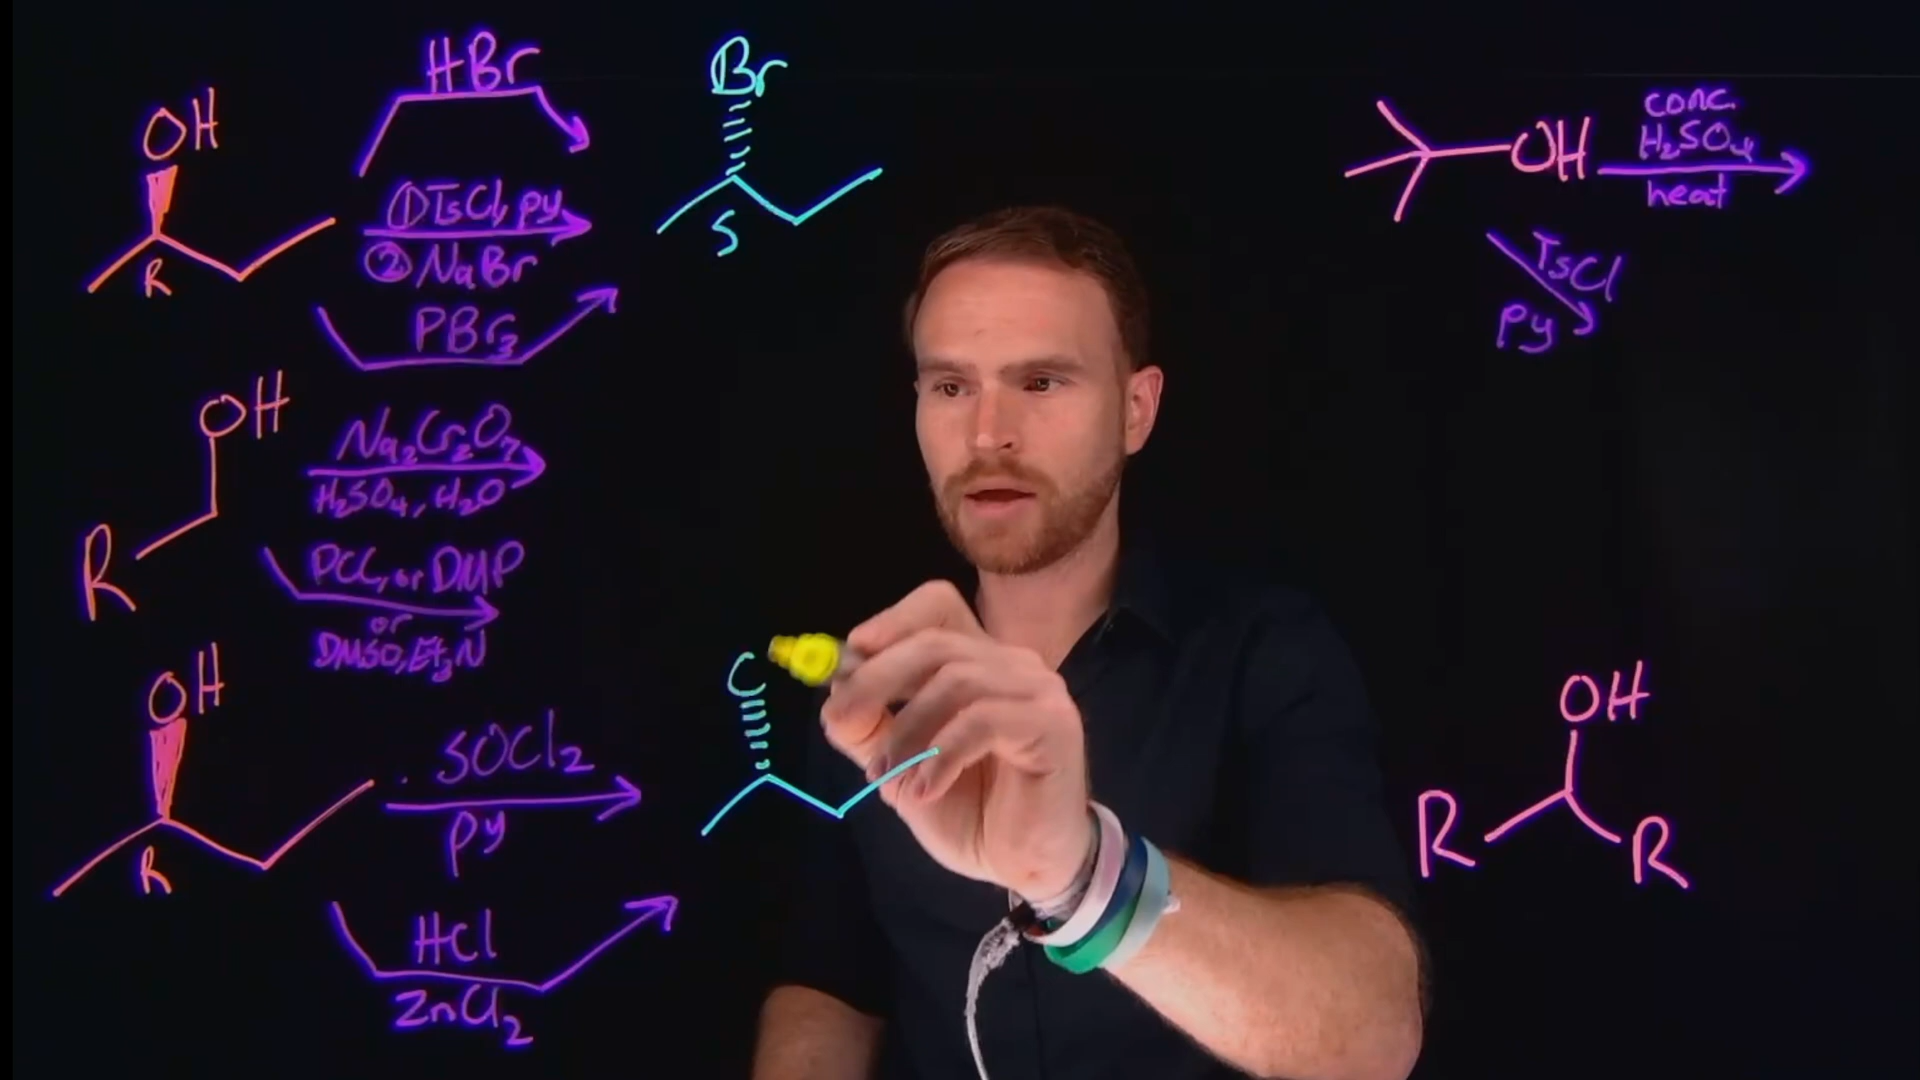 HBr
OH
① TsCl, py
② NaBr
PBr₃
R
Br
S
OH
conc.
H₂SO₄
heat
TsCl
py
OH
R
Na₂Cr₂O₇
H₂SO₄, H₂O
PCC, or DMP
or
DMSO, Et₃N
OH
R
SOCl₂
py
HCl
ZnCl₂
C
OH
R
R